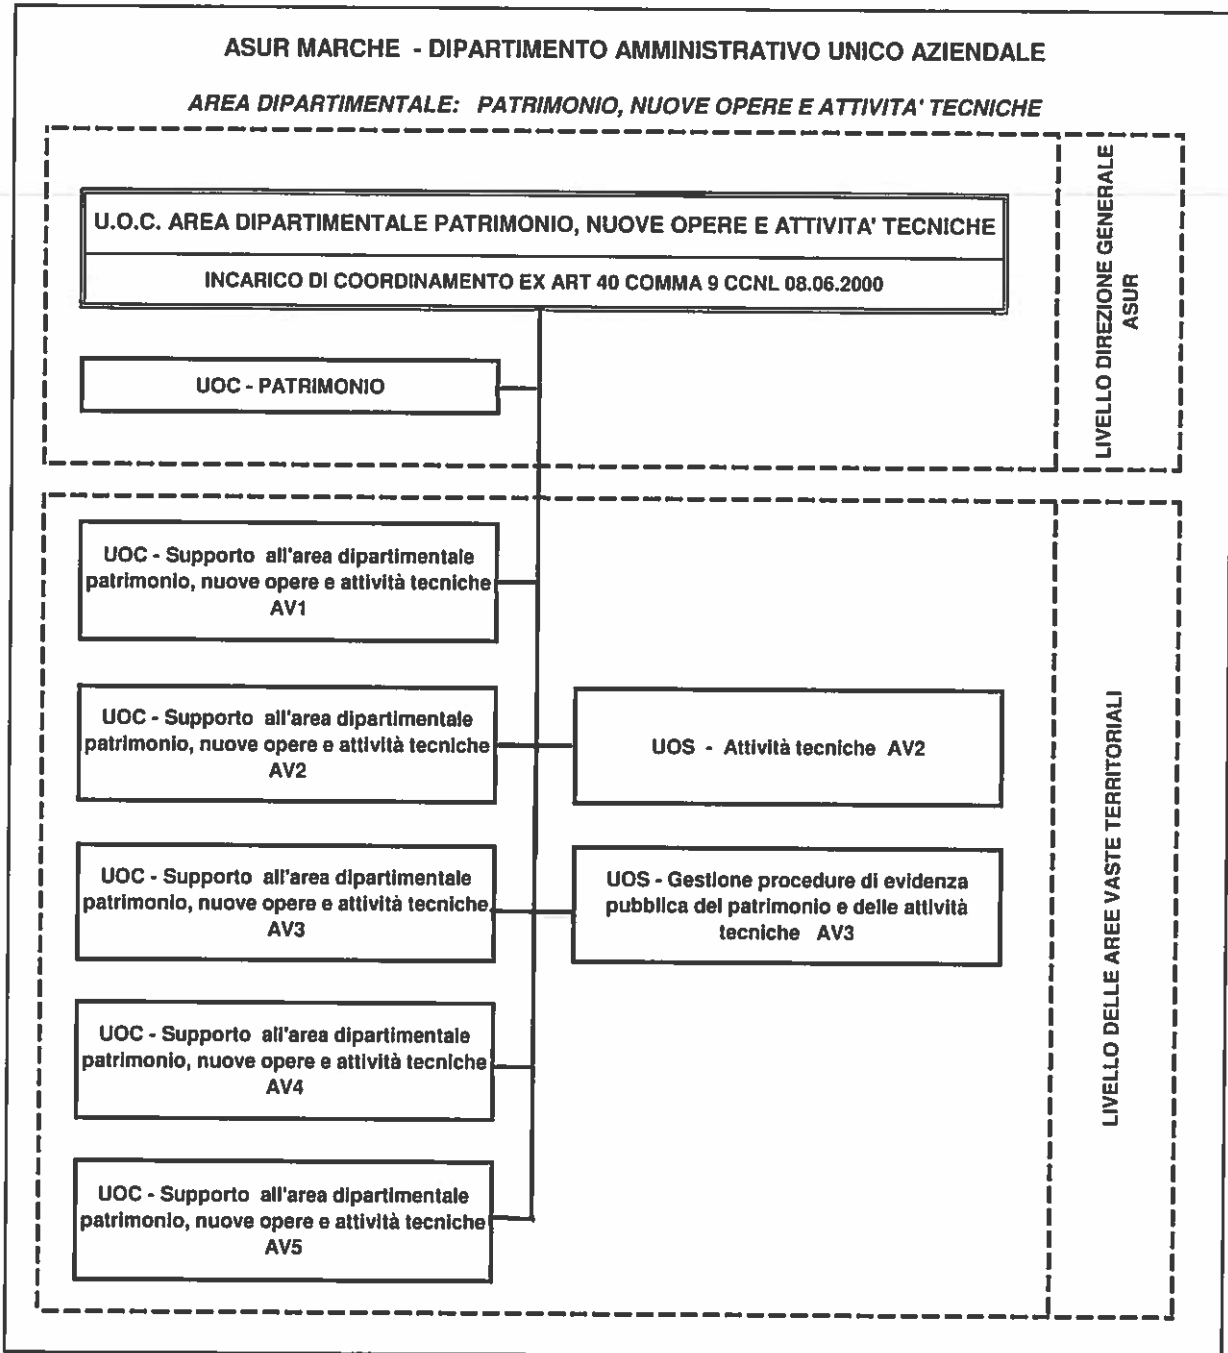 ASUR MARCHE - DIPARTIMENTO AMMINISTRATIVO UNICO AZIENDALE
AREA DIPARTIMENTALE: PATRIMONIO, NUOVE OPERE E ATTIVITA' TECNICHE
U.O.C. AREA DIPARTIMENTALE PATRIMONIO, NUOVE OPERE E ATTIVITA' TECNICHE
INCARICO DI COORDINAMENTO EX ART 40 COMMA 9 CCNL 08.06.2000
UOC - PATRIMONIO
LIVELLO DIREZIONE GENERALE
ASUR
UOC - Supporto all'area dipartimentale
patrimonio, nuove opere e attività tecniche
AV1
UOC - Supporto all'area dipartimentale
patrimonio, nuove opere e attività tecniche
AV2
UOS - Attività tecniche AV2
UOC - Supporto all'area dipartimentale
patrimonio, nuove opere e attività tecniche
AV3
UOS - Gestione procedure di evidenza
pubblica del patrimonio e delle attività
tecniche AV3
UOC - Supporto all'area dipartimentale
patrimonio, nuove opere e attività tecniche
AV4
UOC - Supporto all'area dipartimentale
patrimonio, nuove opere e attività tecniche
AV5
LIVELLO DELLE AREE VASTE TERRITORIALI